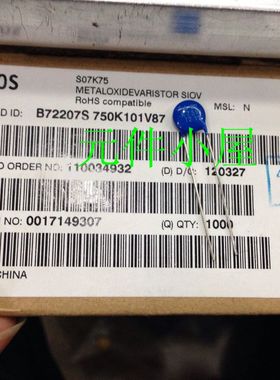 OS
S07K75
METALOXIDEVARISTOR SIOV
RoHS compatible
MSL: N
D ID: B72207S 750K101V87
元件小屋
D ORDER NO: 110034932
(D) D/C: 120327
NO: 0017149307
(Q) QTY: 1000
CHINA